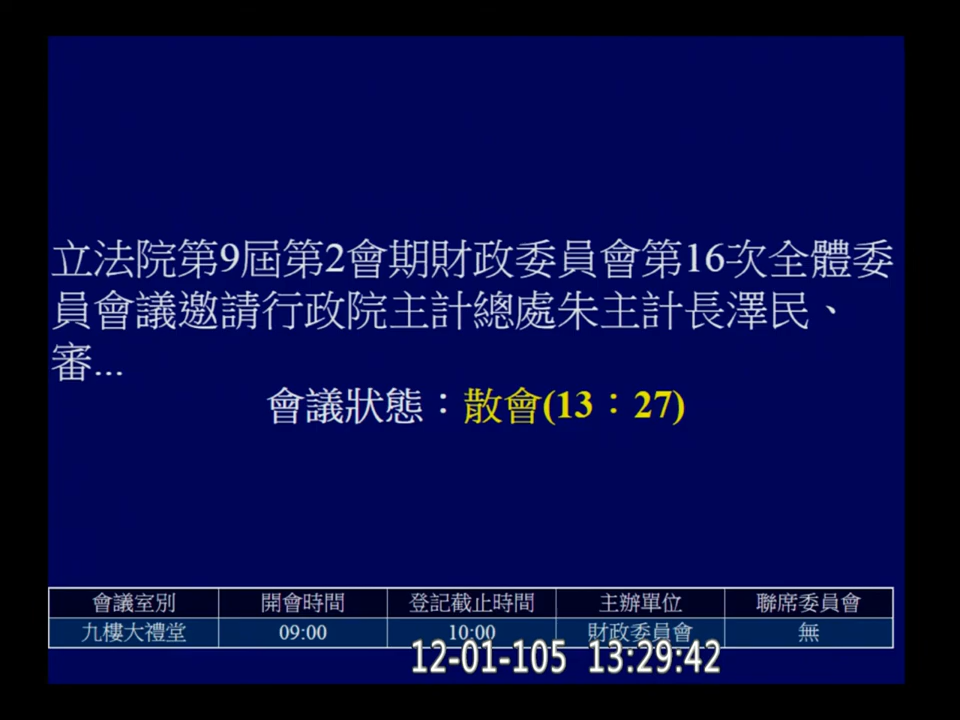 立法院第9屆第2會期財政委員會第16次全體委
員會議邀請行政院主計總處朱主計長澤民、
審...
會議狀態：散會(13：27)
會議室別 開會時間 登記截止時間 主辦單位 聯席委員會
九樓大禮堂 09:00 10:00 財政委員會 無
12-01-105 13:29:42